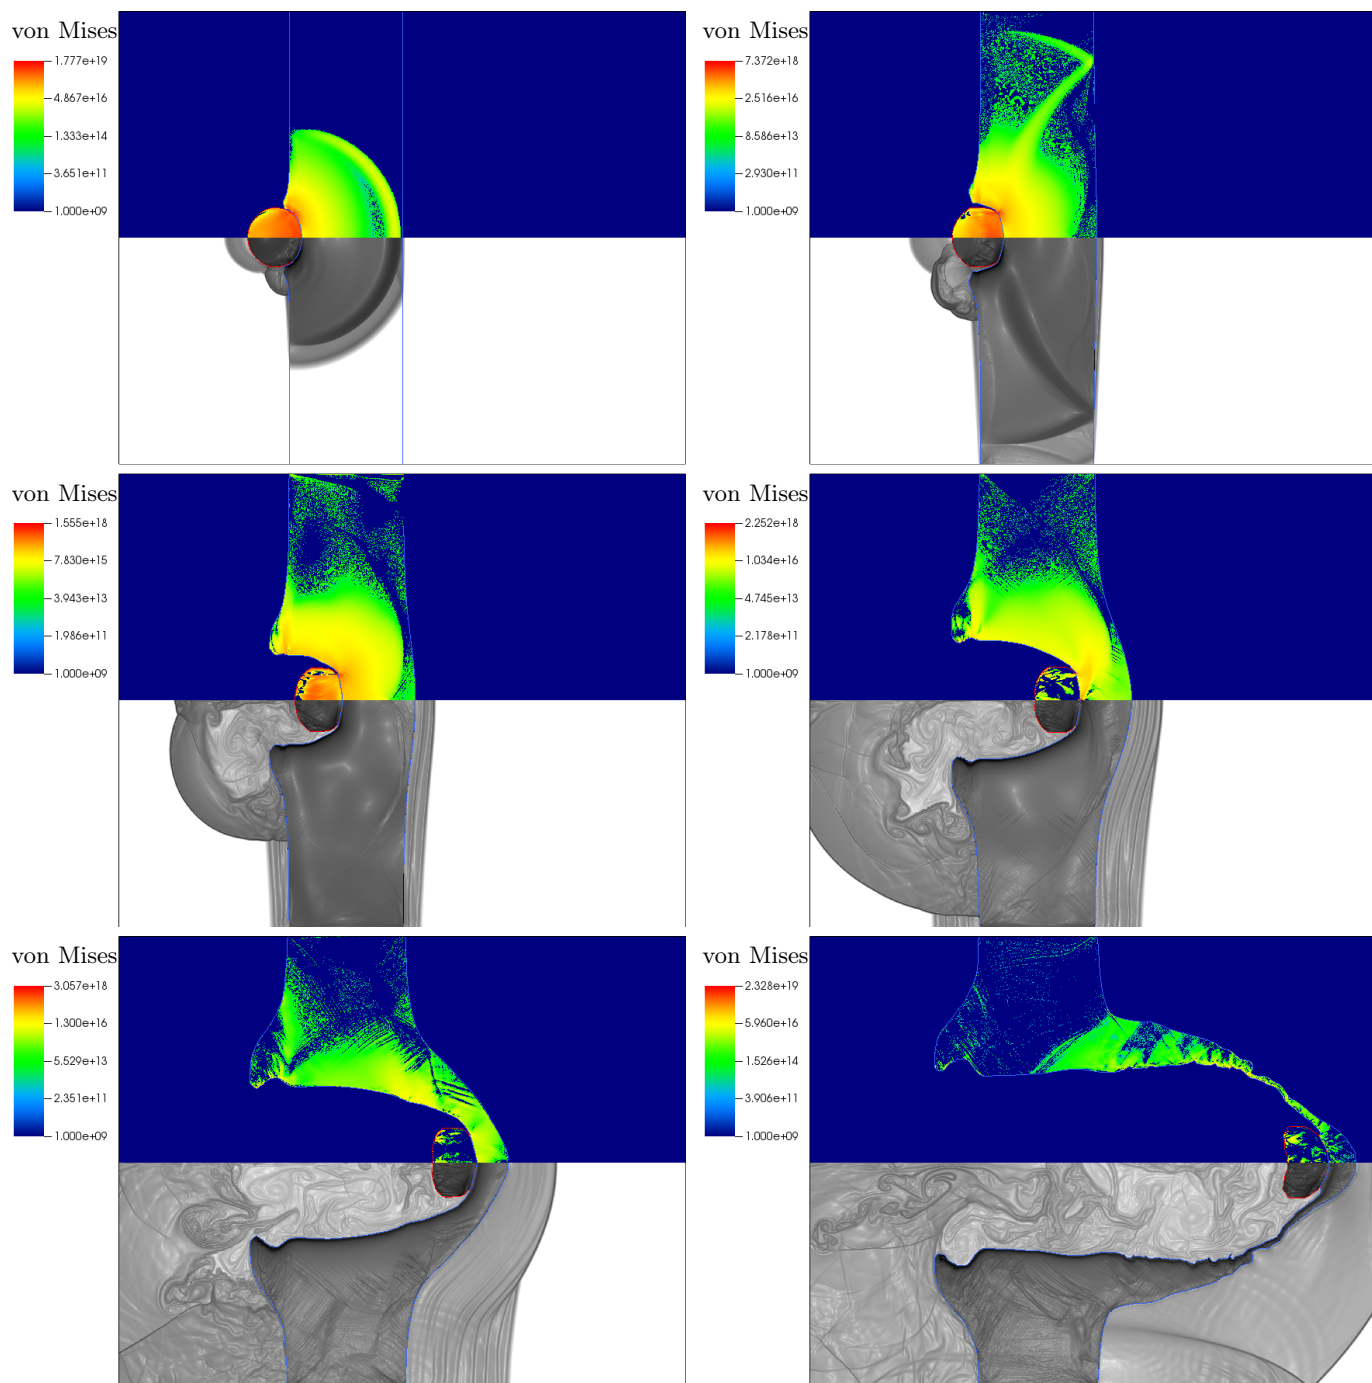 von Mises
1.777e+19
4.867e+16
1.333e+14
3.651e+11
1.000e+09
von Mises
7.372e+18
2.516e+16
8.586e+13
2.930e+11
1.000e+09
von Mises
1.555e+18
7.830e+15
3.943e+13
1.986e+11
1.000e+09
von Mises
2.252e+18
1.034e+16
4.745e+13
2.178e+11
1.000e+09
von Mises
3.057e+18
1.300e+16
5.529e+13
2.351e+11
1.000e+09
von Mises
2.328e+19
5.960e+16
1.526e+14
3.906e+11
1.000e+09